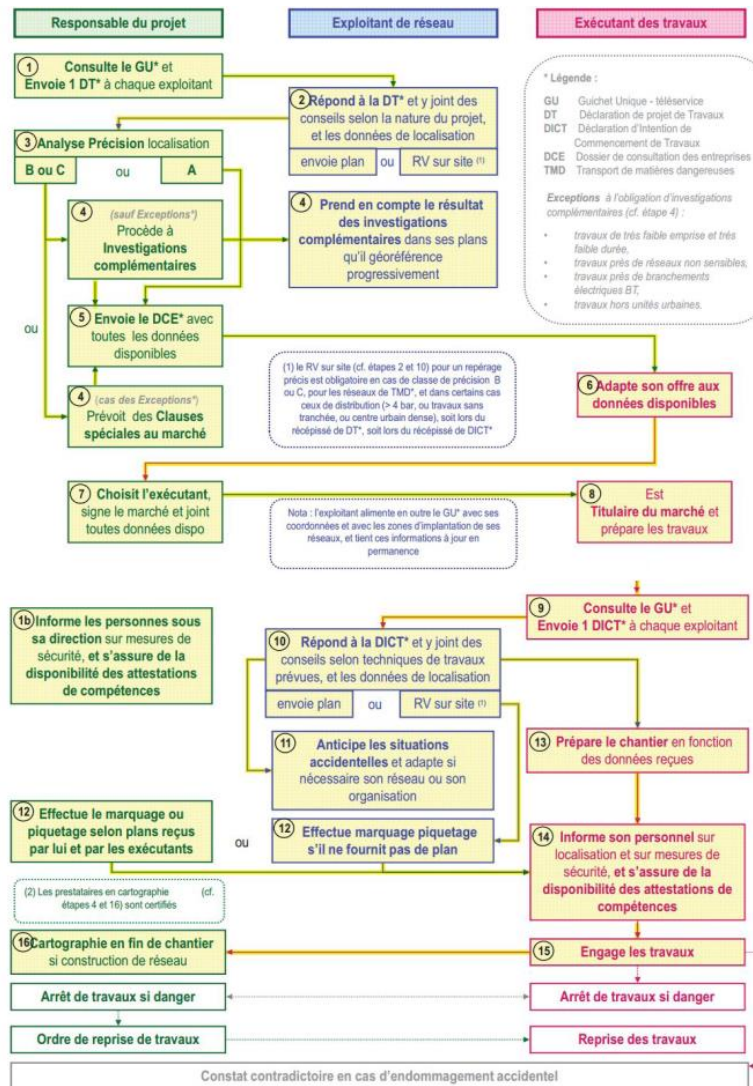 Responsable du projet
Exploitant de réseau
Exécutant des travaux
1 Consulte le GU* et
Envoie 1 DT* à chaque exploitant
2 Répond à la DT* et y joint des
conseils selon la nature du projet,
et les données de localisation
envoie plan ou RV sur site (1)
* Légende :
GU Guichet Unique - téléservice
DT Déclaration de projet de Travaux
DICT Déclaration d'Intention de
Commencement de Travaux
DCE Dossier de consultation des entreprises
TMD Transport de matières dangereuses
Exceptions à l'obligation d'investigations
complémentaires (cf. étape 4) :
• travaux de très faible emprise et très
faible durée,
• travaux près de réseaux non sensibles,
• travaux près de branchements
électriques BT,
• travaux hors unités urbaines.
3 Analyse Précision localisation
B ou C ou A
4 (sauf Exceptions*)
Procède à
Investigations
complémentaires
4 Prend en compte le résultat
des investigations
complémentaires dans ses plans
qu'il géoréférence
progressivement
ou
5 Envoie le DCE* avec
toutes les données
disponibles
4 (cas des Exceptions*)
Prévoit des Clauses
spéciales au marché
(1) le RV sur site (cf. étapes 2 et 10) pour un repérage
précis est obligatoire en cas de classe de précision B
ou C, pour les réseaux de TMD*, et dans certains cas
ceux de distribution (> 4 bar, ou travaux sans
tranchée, ou centre urbain dense), soit lors du
récépissé de DT*, soit lors du récépissé de DICT*
6 Adapte son offre aux
données disponibles
7 Choisit l'exécutant,
signe le marché et joint
toutes données dispo
Nota : l'exploitant alimente en outre le GU* avec ses
coordonnées et avec les zones d'implantation de ses
réseaux, et tient ces informations à jour en
permanence
8 Est
Titulaire du marché et
prépare les travaux
9 Consulte le GU* et
Envoie 1 DICT* à chaque exploitant
1b Informe les personnes sous
sa direction sur mesures de
sécurité, et s'assure de la
disponibilité des attestations
de compétences
10 Répond à la DICT* et y joint des
conseils selon techniques de travaux
prévues, et les données de localisation
envoie plan ou RV sur site (1)
11 Anticipe les situations
accidentelles et adapte si
nécessaire son réseau ou son
organisation
13 Prépare le chantier en fonction
des données reçues
12 Effectue le marquage ou
piquetage selon plans reçus
par lui et par les exécutants
ou
12 Effectue marquage piquetage
s'il ne fournit pas de plan
14 Informe son personnel sur
localisation et sur mesures de
sécurité, et s'assure de la
disponibilité des attestations de
compétences
(2) Les prestataires en cartographie (cf.
étapes 4 et 16) sont certifiés
16 Cartographie en fin de chantier
si construction de réseau
15 Engage les travaux
Arrêt de travaux si danger
Arrêt de travaux si danger
Ordre de reprise de travaux
Reprise des travaux
Constat contradictoire en cas d'endommagement accidentel